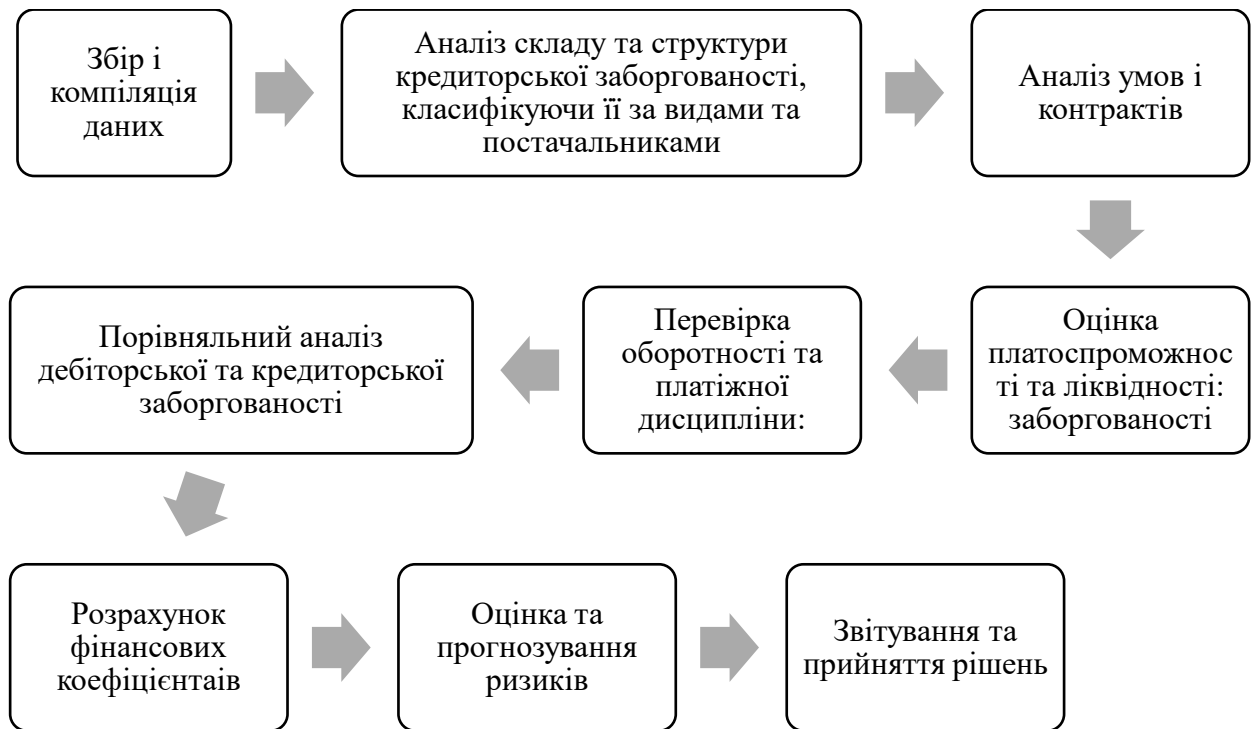 Збір і
компіляція
даних
Аналіз складу та структури
кредиторської заборгованості,
класифікуючи її за видами та
постачальниками
Аналіз умов і
контрактів
Оцінка
платоспроможнос
ті та ліквідності:
заборгованості
Перевірка
оборотності та
платіжної
дисципліни:
Порівняльний аналіз
дебіторської та кредиторської
заборгованості
Розрахунок
фінансових
коефіцієнтаів
Оцінка та
прогнозування
ризиків
Звітування та
прийняття рішень